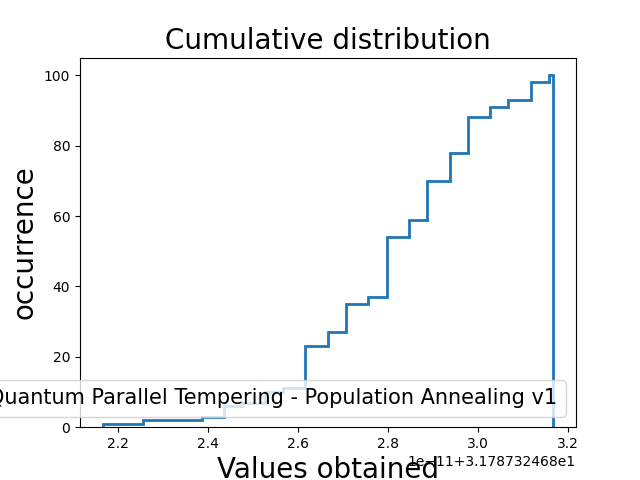 Cumulative distribution
occurrence
100
80
60
40
20
0
Quantum Parallel Tempering - Population Annealing v1
2.2 2.4 2.6 2.8 3.0 3.2
1e-11+3.178732468e1
Values obtained